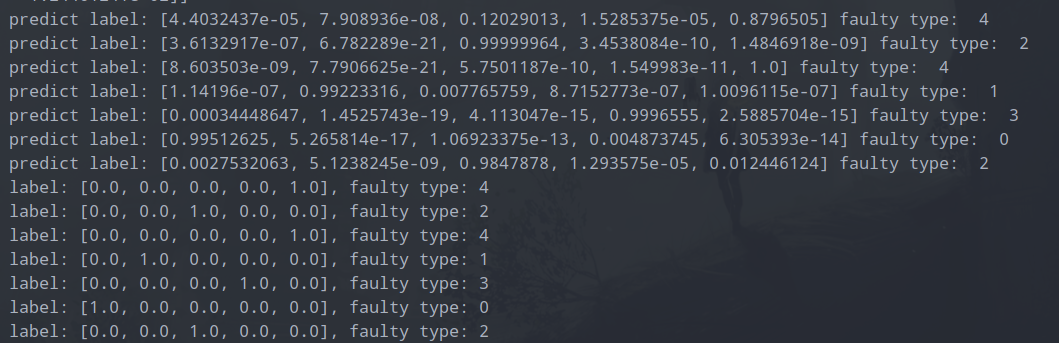 predict label: [4.4032437e-05, 7.908936e-08, 0.12029013, 1.5285375e-05, 0.8796505] faulty type:  4
predict label: [3.6132917e-07, 6.782289e-21, 0.99999964, 3.4538084e-10, 1.4846918e-09] faulty type:  2
predict label: [8.603503e-09, 7.7906625e-21, 5.7501187e-10, 1.549983e-11, 1.0] faulty type:  4
predict label: [1.14196e-07, 0.99223316, 0.007765759, 8.7152773e-07, 1.0096115e-07] faulty type:  1
predict label: [0.00034448647, 1.4525743e-19, 4.113047e-15, 0.9996555, 2.5885704e-15] faulty type:  3
predict label: [0.99512625, 5.265814e-17, 1.06923375e-13, 0.004873745, 6.305393e-14] faulty type:  0
predict label: [0.0027532063, 5.1238245e-09, 0.9847878, 1.293575e-05, 0.012446124] faulty type:  2
label: [0.0, 0.0, 0.0, 0.0, 1.0], faulty type: 4
label: [0.0, 0.0, 1.0, 0.0, 0.0], faulty type: 2
label: [0.0, 0.0, 0.0, 0.0, 1.0], faulty type: 4
label: [0.0, 1.0, 0.0, 0.0, 0.0], faulty type: 1
label: [0.0, 0.0, 0.0, 1.0, 0.0], faulty type: 3
label: [1.0, 0.0, 0.0, 0.0, 0.0], faulty type: 0
label: [0.0, 0.0, 1.0, 0.0, 0.0], faulty type: 2